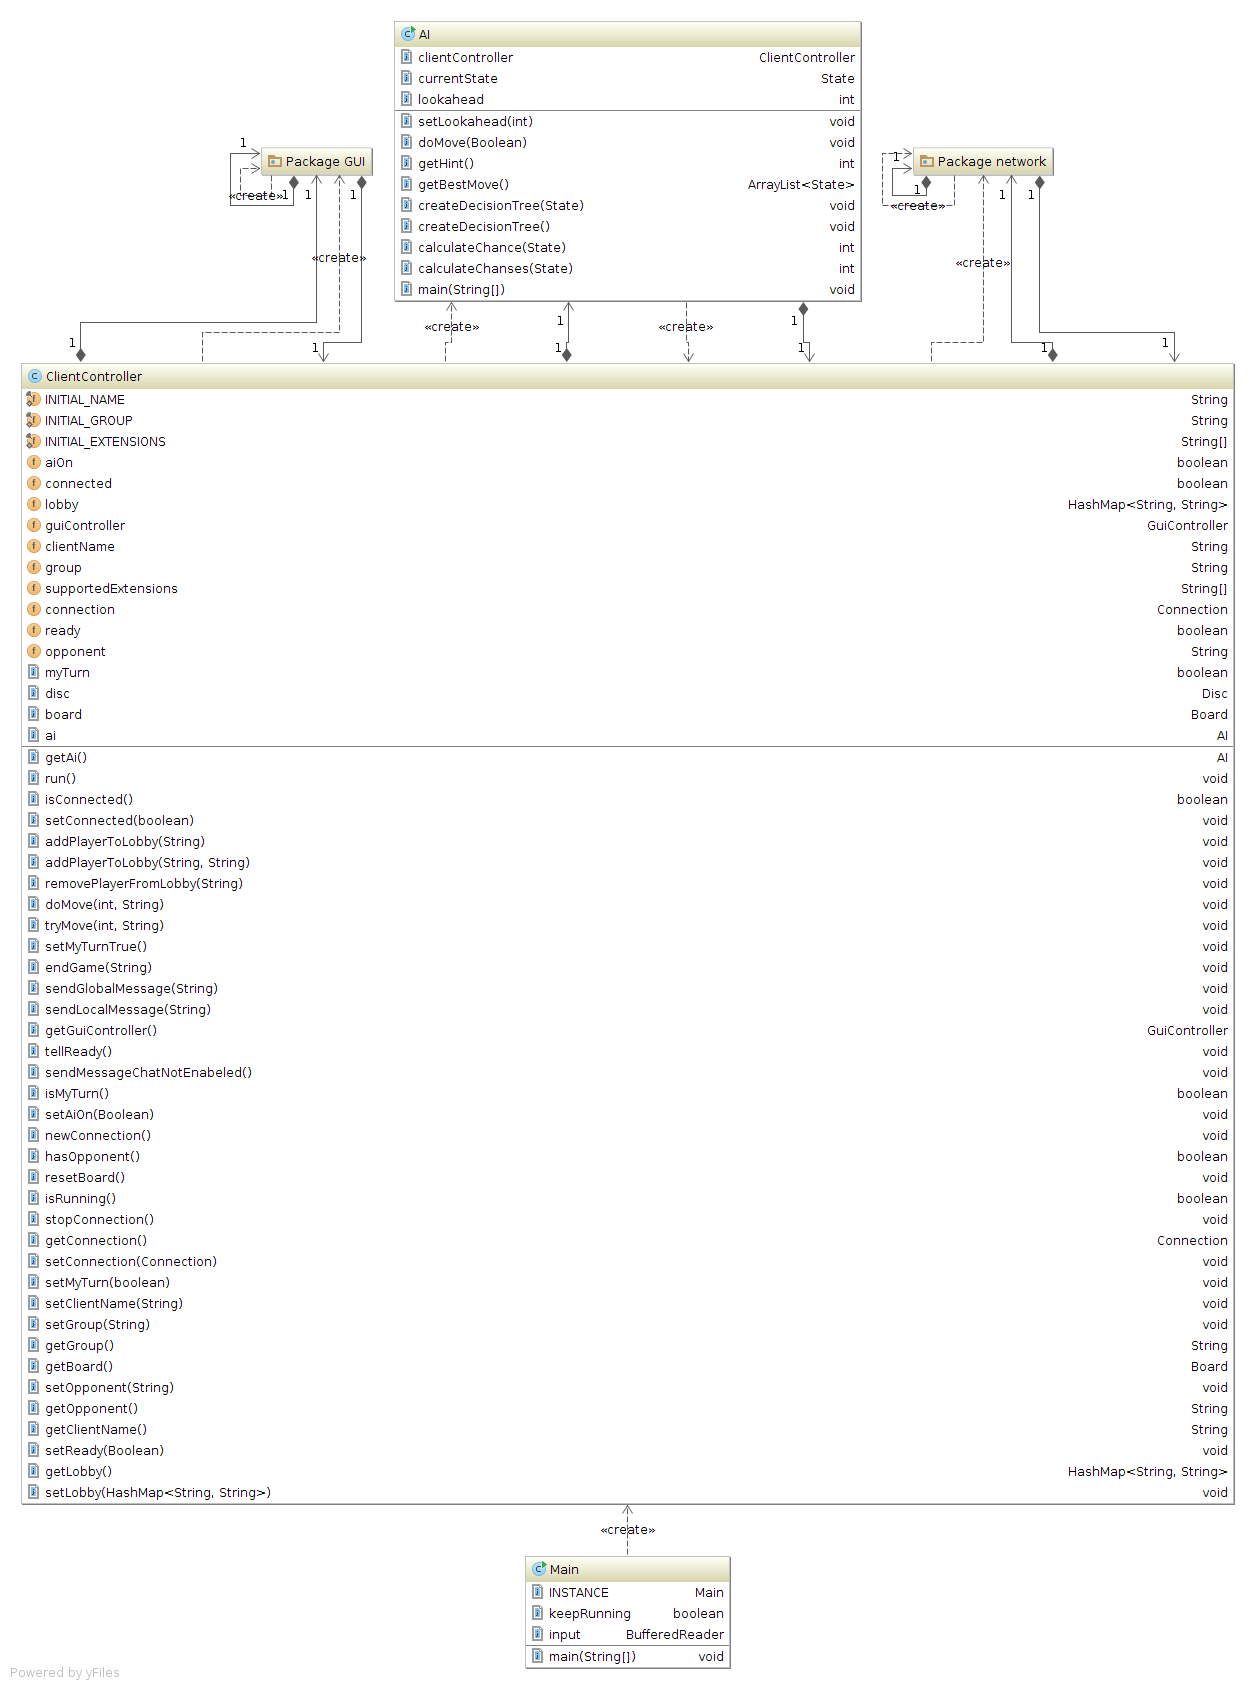 AI
clientController ClientController
currentState State
lookahead int
setLookahead(int) void
doMove(Boolean) void
getHint() int
getBestMove() ArrayList<State>
createDecisionTree(State) void
createDecisionTree() void
calculateChance(State) int
calculateChanses(State) int
main(String[]) void
1
Package GUI
«create»
1
1
1
«create»
1
Package network
1
«create»
1
1
«create»
1
1
«create»
1
1
«create»
1
1
1
1
ClientController
INITIAL_NAME String
INITIAL_GROUP String
INITIAL_EXTENSIONS String[]
aiOn boolean
connected boolean
lobby HashMap<String, String>
guiController GuiController
clientName String
group String
supportedExtensions String[]
connection Connection
ready boolean
opponent String
myTurn boolean
disc Disc
board Board
ai AI
getAi() AI
run() void
isConnected() boolean
setConnected(boolean) void
addPlayerToLobby(String) void
addPlayerToLobby(String, String) void
removePlayerFromLobby(String) void
doMove(int, String) void
tryMove(int, String) void
setMyTurnTrue() void
endGame(String) void
sendGlobalMessage(String) void
sendLocalMessage(String) void
getGuiController() GuiController
tellReady() void
sendMessageChatNotEnabeled() void
isMyTurn() boolean
setAiOn(Boolean) void
newConnection() void
hasOpponent() boolean
resetBoard() void
isRunning() boolean
stopConnection() void
getConnection() Connection
setConnection(Connection) void
setMyTurn(boolean) void
setClientName(String) void
setGroup(String) void
getGroup() String
getBoard() Board
setOpponent(String) void
getOpponent() String
getClientName() String
setReady(Boolean) void
getLobby() HashMap<String, String>
setLobby(HashMap<String, String>) void
«create»
Main
INSTANCE Main
keepRunning boolean
input BufferedReader
main(String[]) void
Powered by yFiles